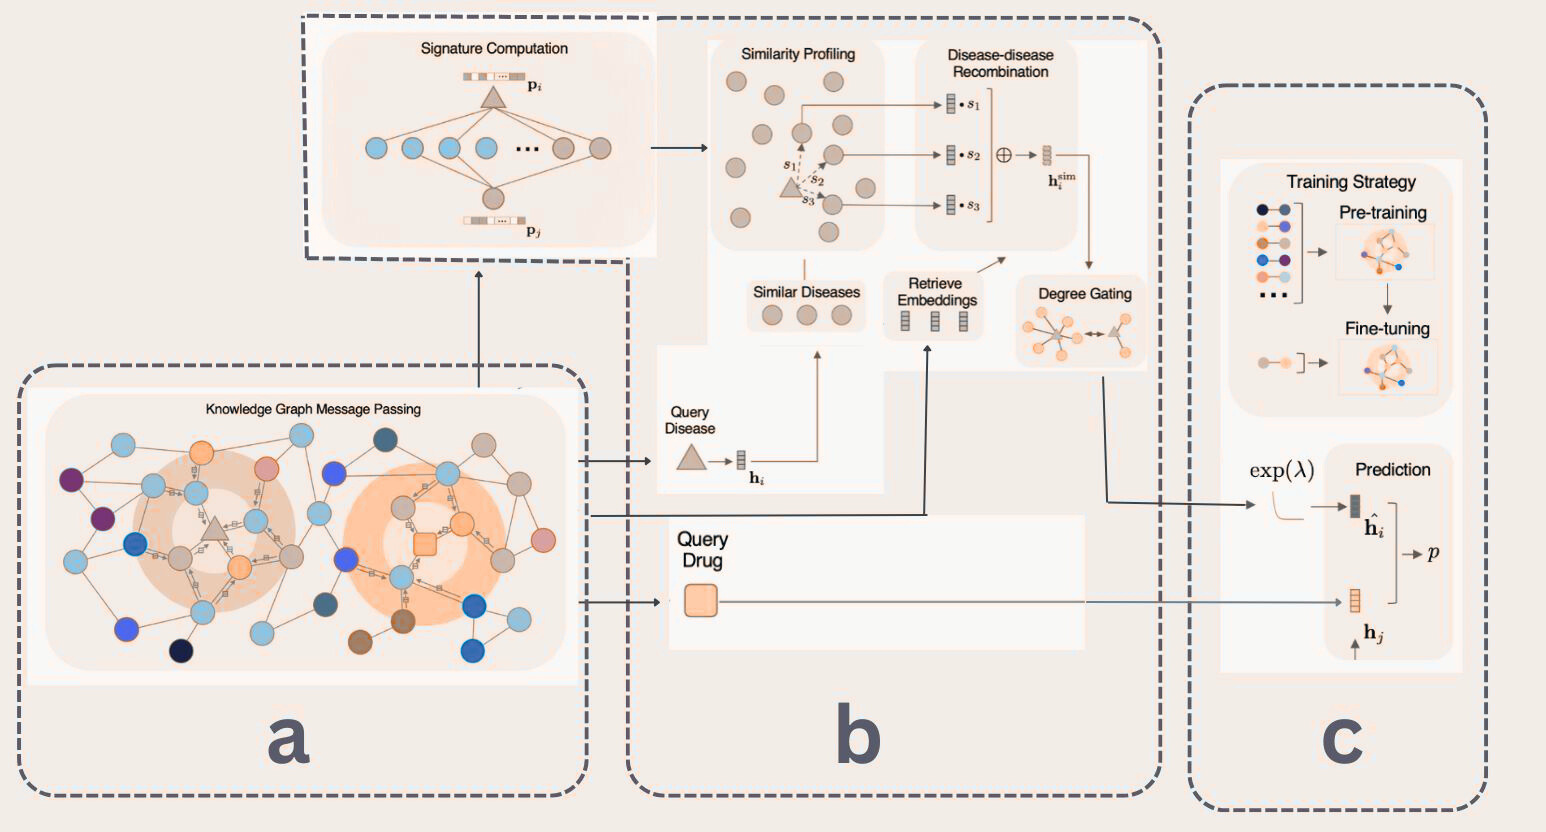 Signature Computation
... p_i
...
... p_j
Similarity Profiling
s_1
s_2
s_3
Disease-disease
Recombination
• s_1
• s_2
⊕
h_i^sim
• s_3
Similar Diseases
Retrieve
Embeddings
Degree Gating
Query
Disease
h_i
Query
Drug
Knowledge Graph Message Passing
Training Strategy
Pre-training
...
Fine-tuning
exp(λ)
Prediction
ĥ_i
p
h_j
a
b
c